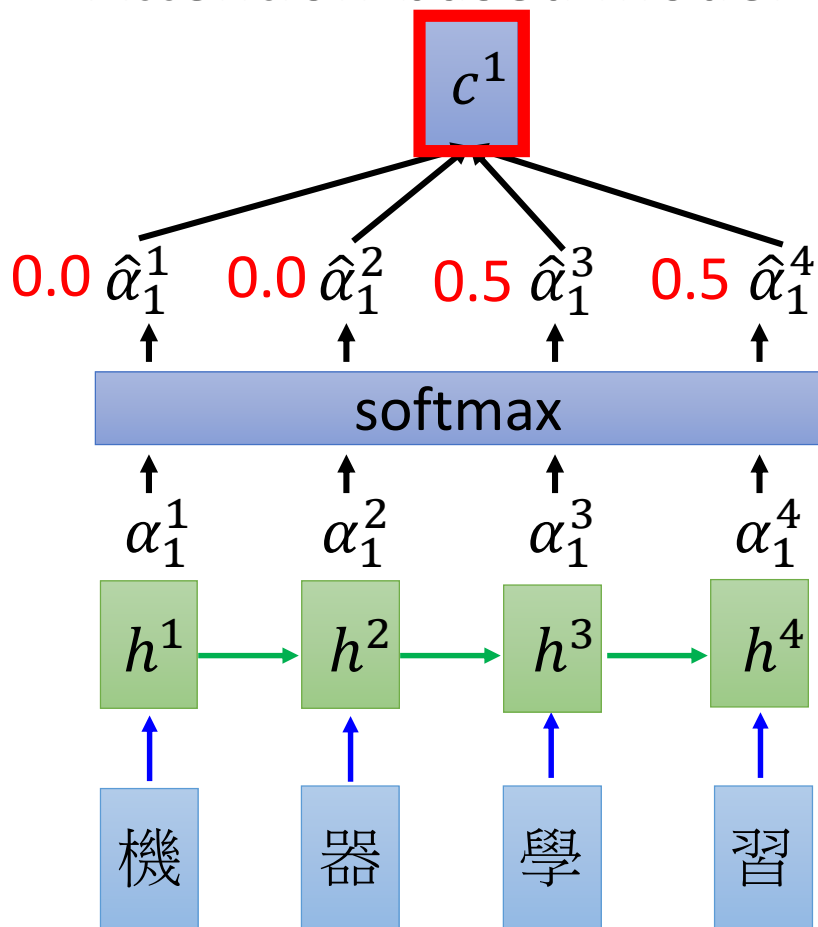 c¹
0.0 α̂₁¹ 0.0 α̂₁² 0.5 α̂₁³ 0.5 α̂₁⁴
softmax
α₁¹ α₁² α₁³ α₁⁴
h¹ h² h³ h⁴
機 器 學 習